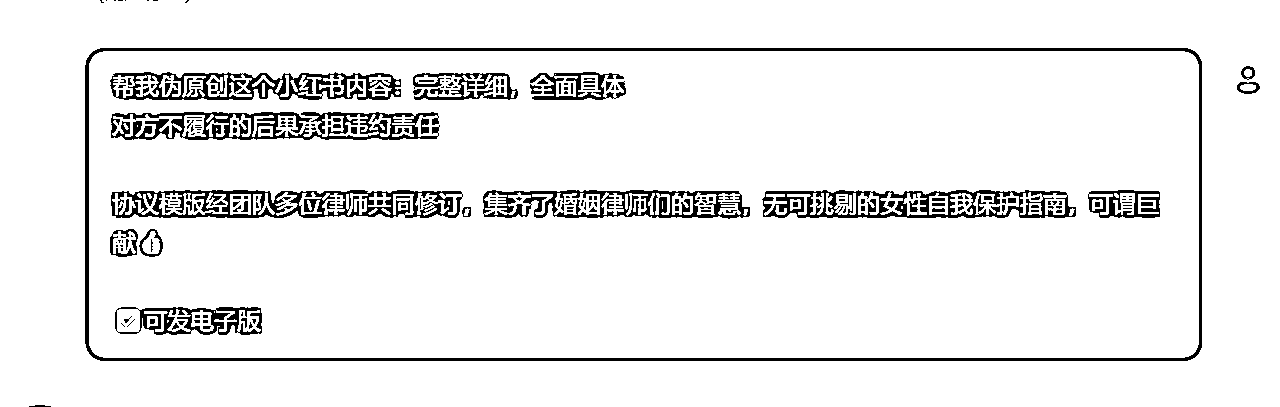 帮我伪原创这个小红书内容：完整详细，全面具体
对方不履行的后果承担违约责任
协议模版经团队多位律师共同修订，集齐了婚姻律师们的智慧，无可挑剔的女性自我保护指南，可谓巨
献👍
✅可发电子版